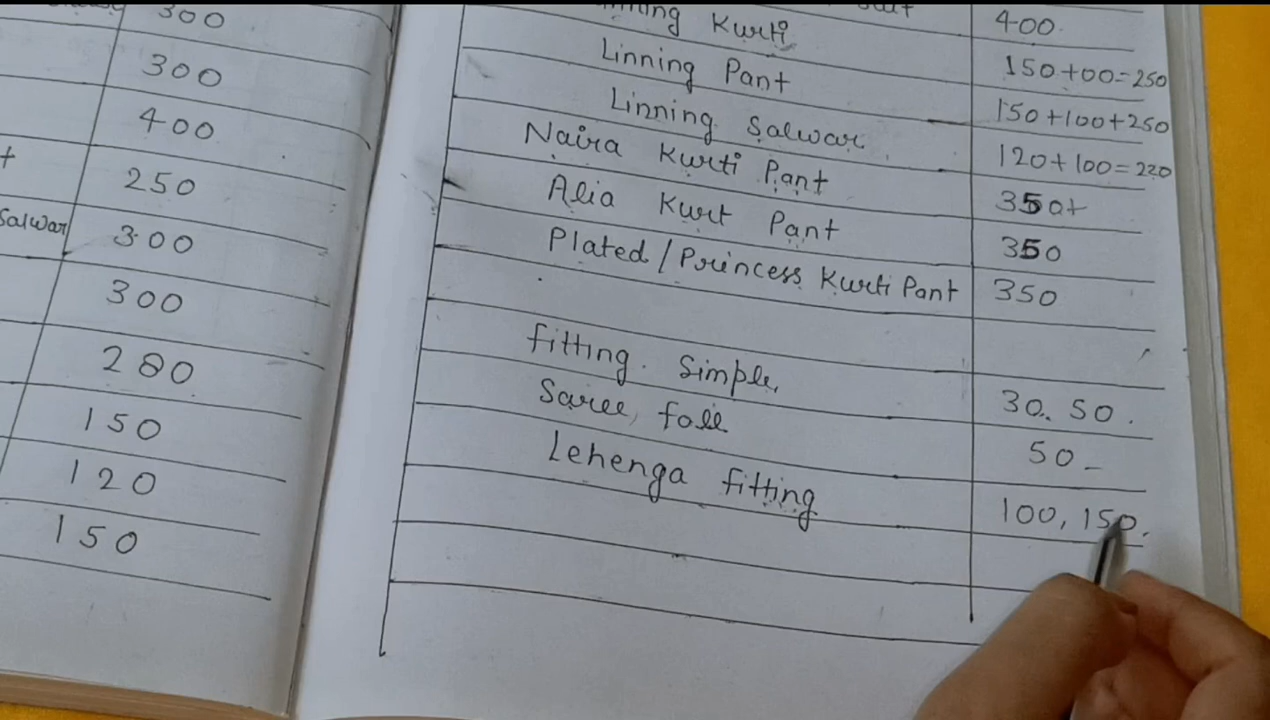 300
300
400
250
Salwar 300
300
280
150
120
150
400
Kurti 150+00=250
Linning Pant 150+100+250
Linning Salwar 120+100=220
Naira Kurti Pant 350+
Alia Kurt Pant 350
Plated/Princess Kurti Pant 350
fitting. Simple, 30. 50.
Saree, fall 50-
Lehenga fitting 100, 150.